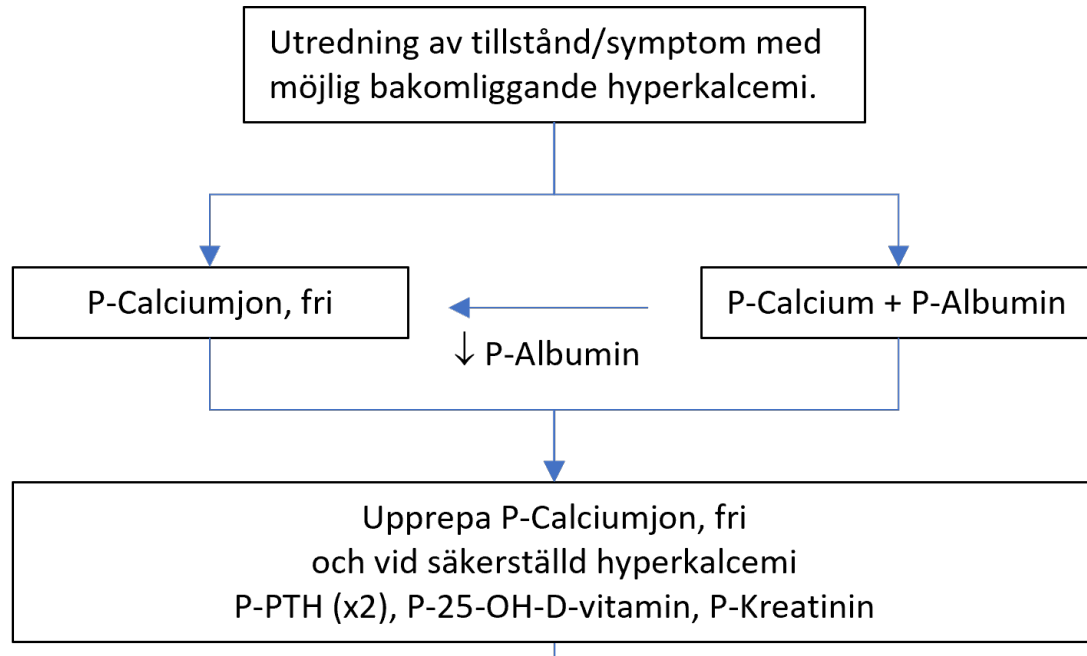 Utredning av tillstånd/symptom med
möjlig bakomliggande hyperkalcemi.
P-Calciumjon, fri
P-Calcium + P-Albumin
↓ P-Albumin
Upprepa P-Calciumjon, fri
och vid säkerställd hyperkalcemi
P-PTH (x2), P-25-OH-D-vitamin, P-Kreatinin